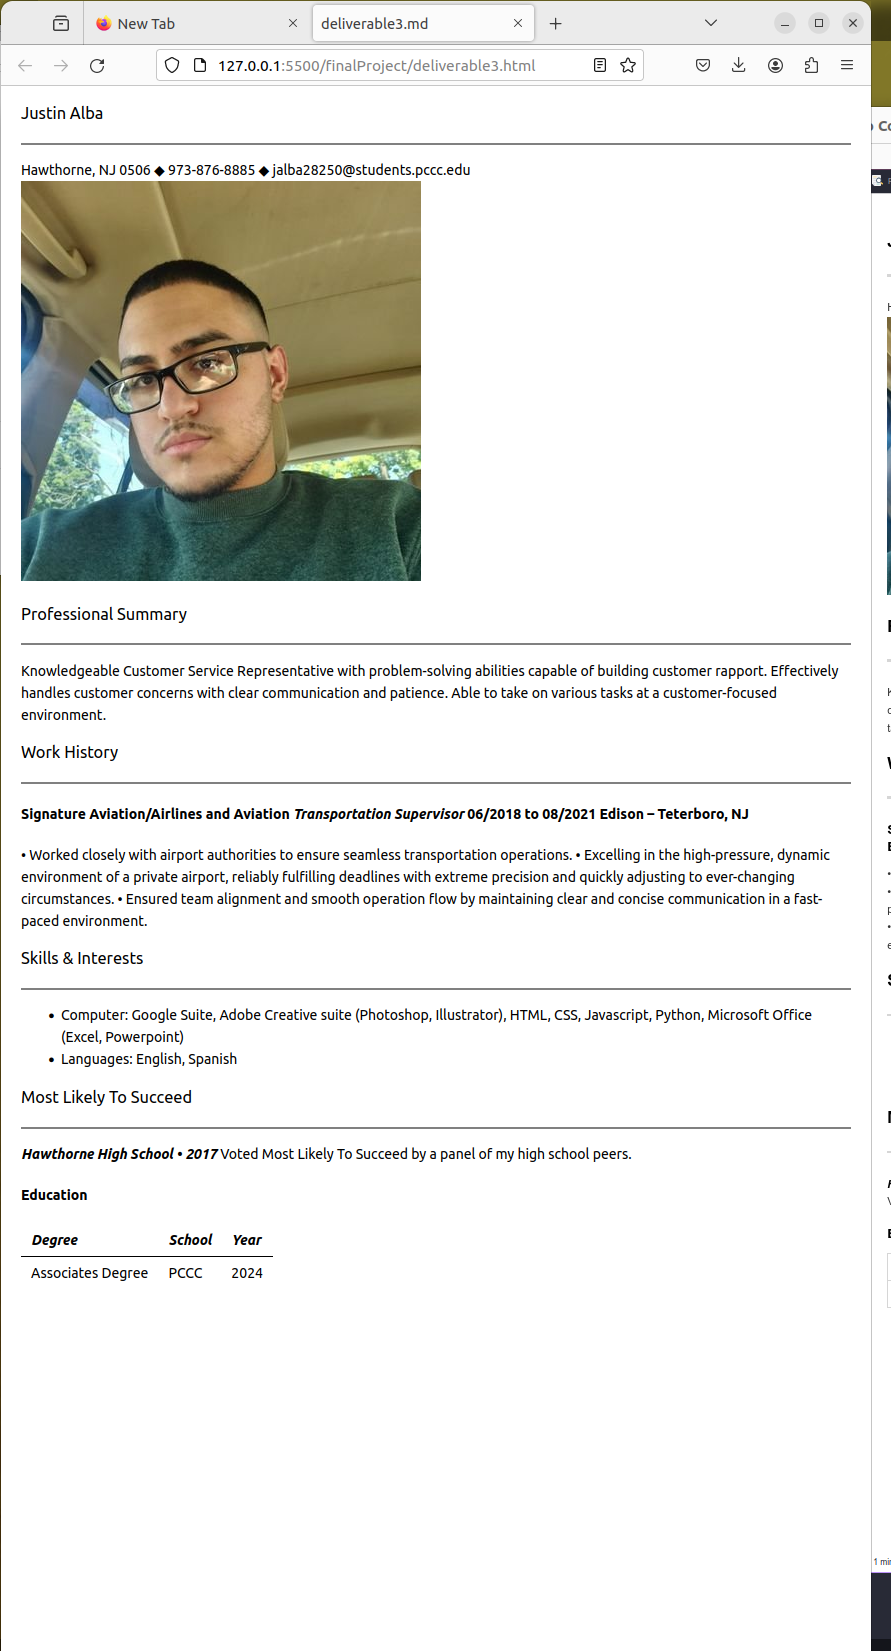 New Tab
deliverable3.md
127.0.0.1:5500/finalProject/deliverable3.html
Justin Alba
Hawthorne, NJ 0506 ◆ 973-876-8885 ◆ jalba28250@students.pccc.edu
Professional Summary
Knowledgeable Customer Service Representative with problem-solving abilities capable of building customer rapport. Effectively
handles customer concerns with clear communication and patience. Able to take on various tasks at a customer-focused
environment.
Work History
Signature Aviation/Airlines and Aviation Transportation Supervisor 06/2018 to 08/2021 Edison – Teterboro, NJ
• Worked closely with airport authorities to ensure seamless transportation operations. • Excelling in the high-pressure, dynamic
environment of a private airport, reliably fulfilling deadlines with extreme precision and quickly adjusting to ever-changing
circumstances. • Ensured team alignment and smooth operation flow by maintaining clear and concise communication in a fast-
paced environment.
Skills & Interests
• Computer: Google Suite, Adobe Creative suite (Photoshop, Illustrator), HTML, CSS, Javascript, Python, Microsoft Office
(Excel, Powerpoint)
• Languages: English, Spanish
Most Likely To Succeed
Hawthorne High School • 2017 Voted Most Likely To Succeed by a panel of my high school peers.
Education
Degree School Year
Associates Degree PCCC 2024